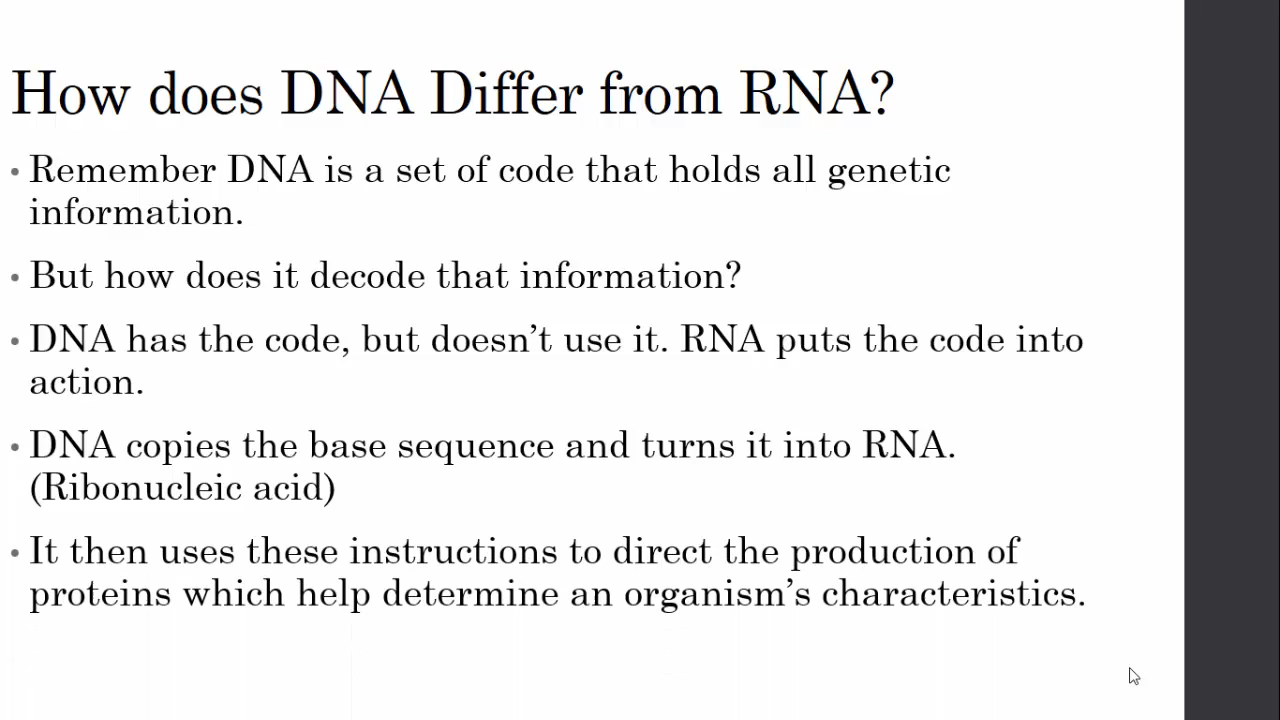 How does DNA Differ from RNA?
• Remember DNA is a set of code that holds all genetic
information.
• But how does it decode that information?
• DNA has the code, but doesn’t use it. RNA puts the code into
action.
• DNA copies the base sequence and turns it into RNA.
(Ribonucleic acid)
• It then uses these instructions to direct the production of
proteins which help determine an organism’s characteristics.